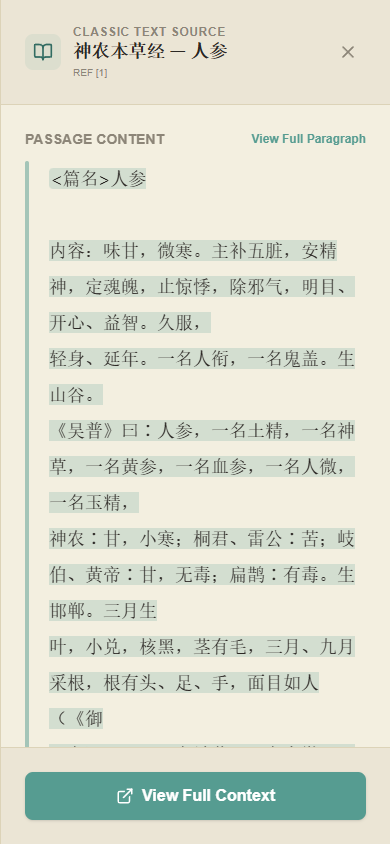 CLASSIC TEXT SOURCE
神农本草经 — 人参
REF [1]
PASSAGE CONTENT
View Full Paragraph
<篇名>人参
内容：味甘，微寒。主补五脏，安精
神，定魂魄，止惊悸，除邪气，明目、
开心、益智。久服，
轻身、延年。一名人衔，一名鬼盖。生
山谷。
《吴普》曰：人参，一名土精，一名神
草，一名黄参，一名血参，一名人微，
一名玉精，
神农：甘，小寒；桐君、雷公：苦；岐
伯、黄帝：甘，无毒；扁鹊：有毒。生
邯郸。三月生
叶，小兑，核黑，茎有毛，三月、九月
采根，根有头、足、手，面目如人
（《御
View Full Context